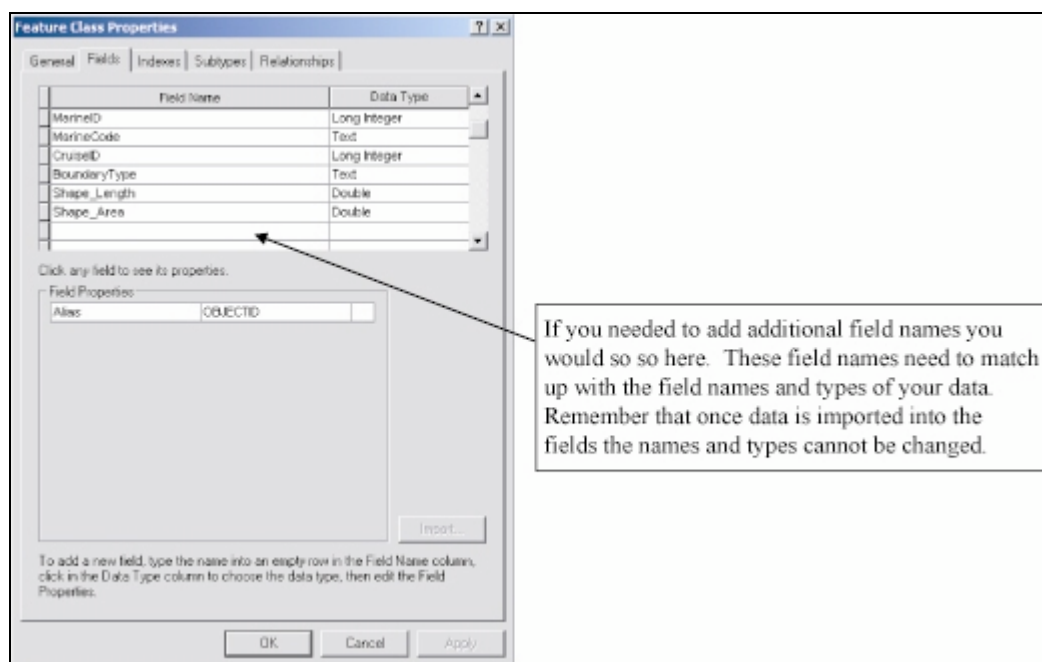 Feature Class Properties
General Fields Indexes Subtypes Relationships
Field Name Data Type
MarineID Long Integer
MarineCode Text
CruiseID Long Integer
BoundaryType Text
Shape_Length Double
Shape_Area Double
Click any field to see its properties.
Field Properties
Alias OBJECTID
If you needed to add additional field names you
would so so here. These field names need to match
up with the field names and types of your data.
Remember that once data is imported into the
fields the names and types cannot be changed.
Import...
To add a new field, type the name into an empty row in the Field Name column,
click in the Data Type column to choose the data type, then edit the Field
Properties.
OK Cancel Apply